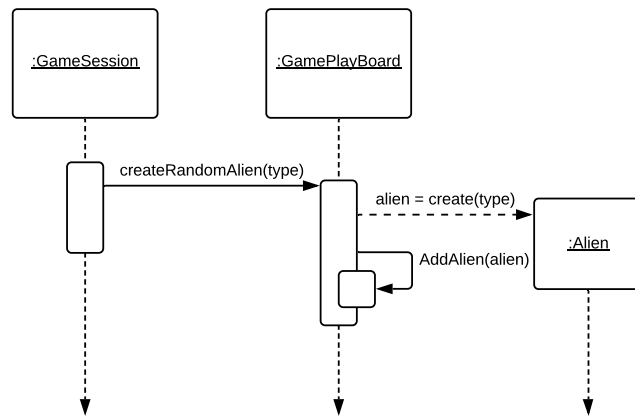 :GameSession
:GamePlayBoard
createRandomAlien(type)
alien = create(type)
:Alien
AddAlien(alien)